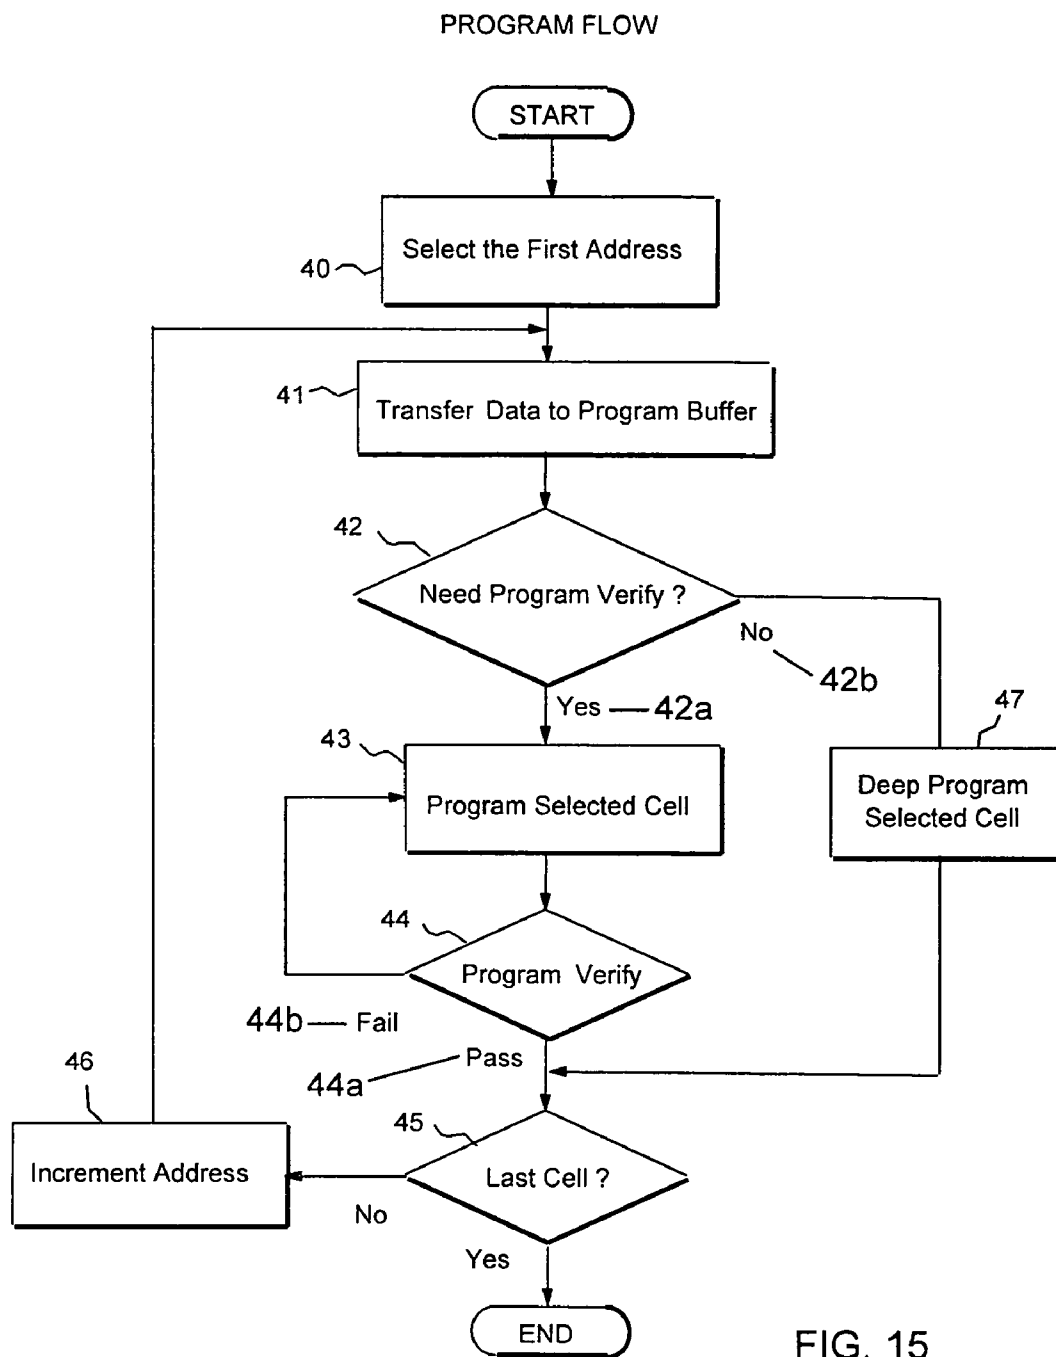 PROGRAM FLOW
START
Select the First Address
40
41
Transfer Data to Program Buffer
42
Need Program Verify ?
No
42b
Yes
42a
47
43
Deep Program
Selected Cell
Program Selected Cell
44
Program Verify
44b
Fail
Pass
44a
46
45
Increment Address
Last Cell ?
No
Yes
END
FIG. 15